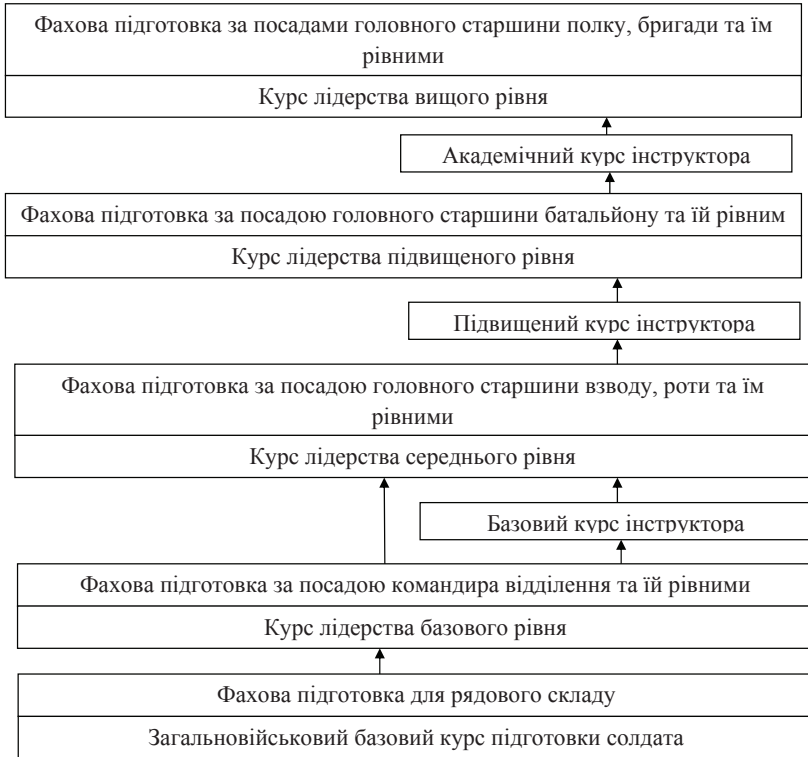 Фахова підготовка за посадами головного старшини полку, бригади та їм
рівними
Курс лідерства вищого рівня
Академічний курс інструктора
Фахова підготовка за посадою головного старшини батальйону та їй рівним
Курс лідерства підвищеного рівня
Підвищений курс інструктора
Фахова підготовка за посадою головного старшини взводу, роти та їм
рівними
Курс лідерства середнього рівня
Базовий курс інструктора
Фахова підготовка за посадою командира відділення та їй рівними
Курс лідерства базового рівня
Фахова підготовка для рядового складу
Загальновійськовий базовий курс підготовки солдата